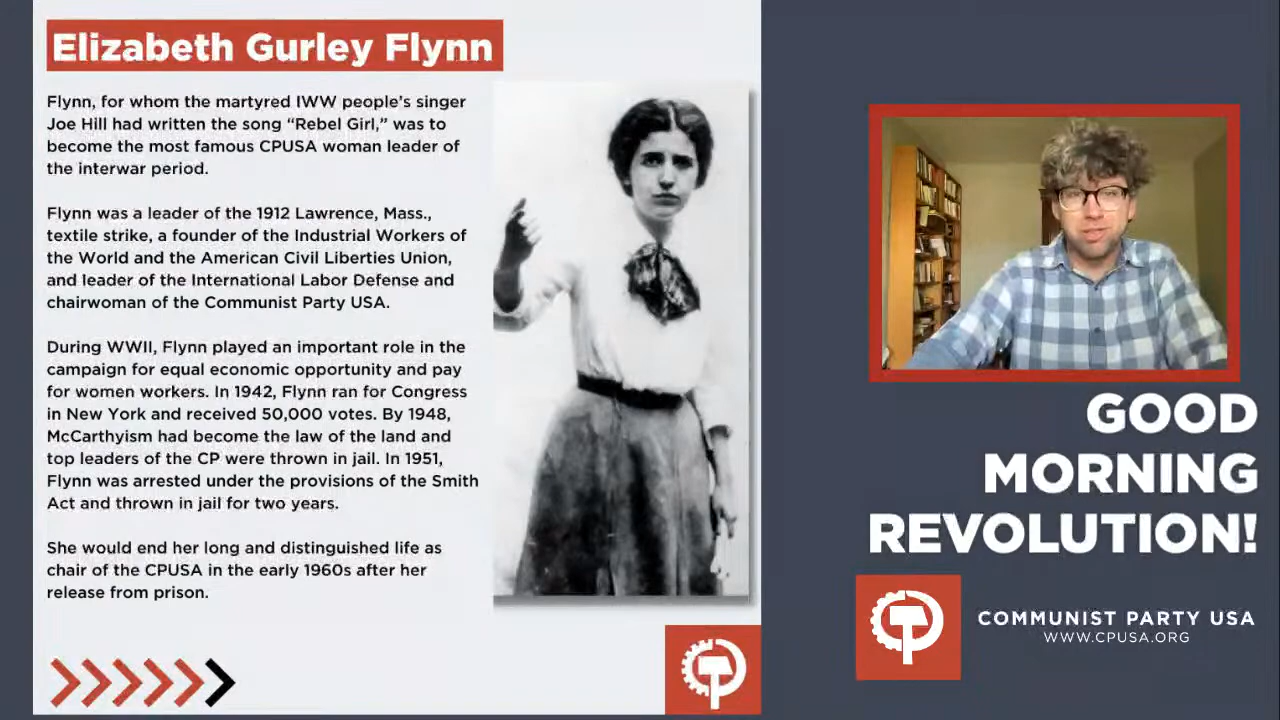 Elizabeth Gurley Flynn
Flynn, for whom the martyred IWW people's singer
Joe Hill had written the song “Rebel Girl,” was to
become the most famous CPUSA woman leader of
the interwar period.
Flynn was a leader of the 1912 Lawrence, Mass.,
textile strike, a founder of the Industrial Workers of
the World and the American Civil Liberties Union,
and leader of the International Labor Defense and
chairwoman of the Communist Party USA.
During WWII, Flynn played an important role in the
campaign for equal economic opportunity and pay
for women workers. In 1942, Flynn ran for Congress
in New York and received 50,000 votes. By 1948,
McCarthyism had become the law of the land and
top leaders of the CP were thrown in jail. In 1951,
Flynn was arrested under the provisions of the Smith
Act and thrown in jail for two years.
She would end her long and distinguished life as
chair of the CPUSA in the early 1960s after her
release from prison.
GOOD
MORNING
REVOLUTION!
COMMUNIST PARTY USA
WWW.CPUSA.ORG